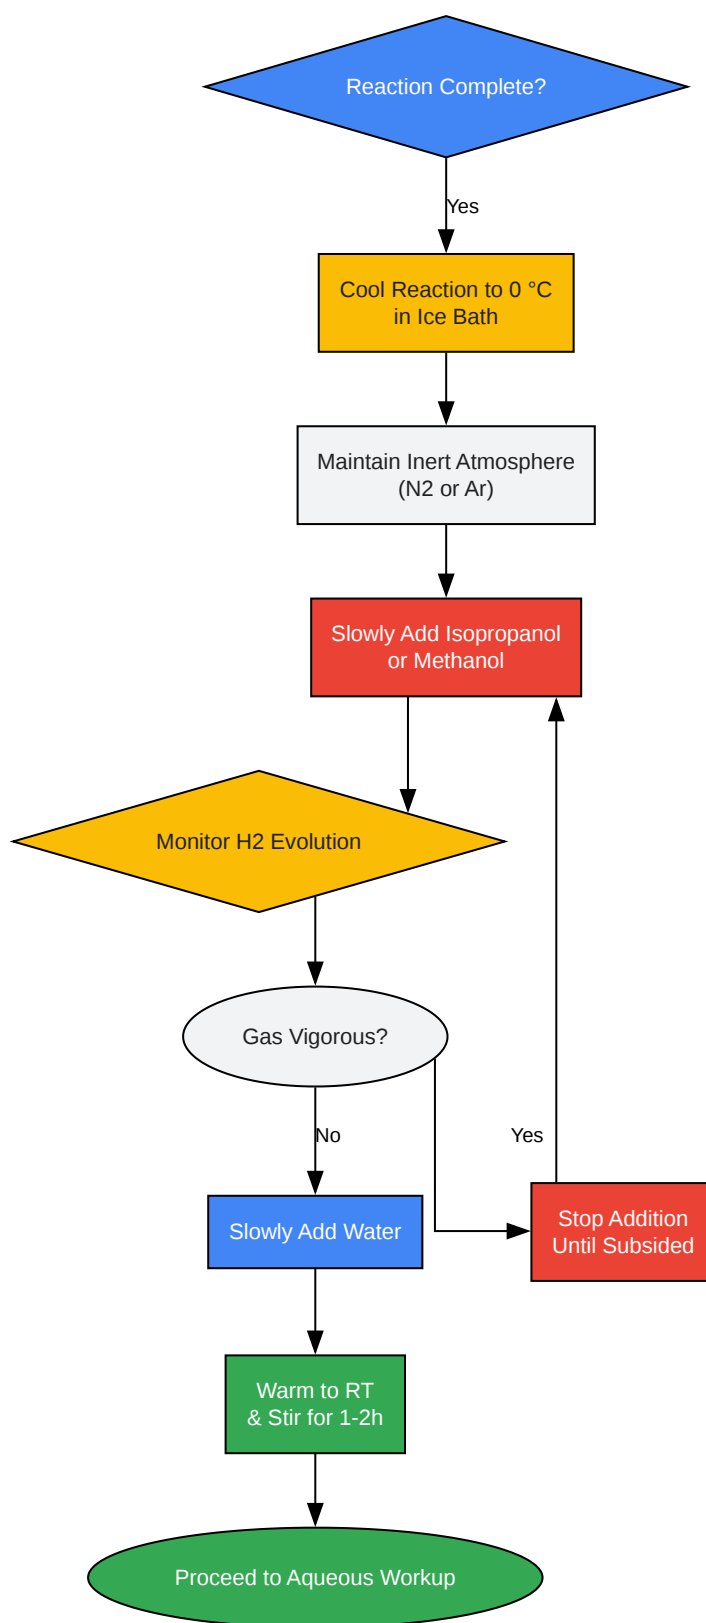 Reaction Complete?
Yes
Cool Reaction to 0 °C
in Ice Bath
Maintain Inert Atmosphere
(N2 or Ar)
Slowly Add Isopropanol
or Methanol
Monitor H2 Evolution
Gas Vigorous?
No
Yes
Slowly Add Water
Stop Addition
Until Subsided
Warm to RT
& Stir for 1-2h
Proceed to Aqueous Workup